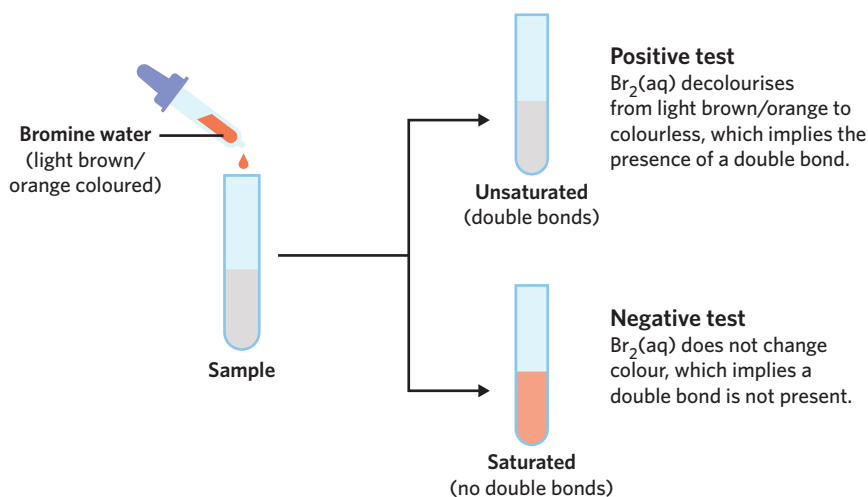 Bromine water
(light brown/
orange coloured)
Sample
Unsaturated
(double bonds)
Positive test
Br₂(aq) decolourises
from light brown/orange to
colourless, which implies the
presence of a double bond.
Saturated
(no double bonds)
Negative test
Br₂(aq) does not change
colour, which implies a
double bond is not present.